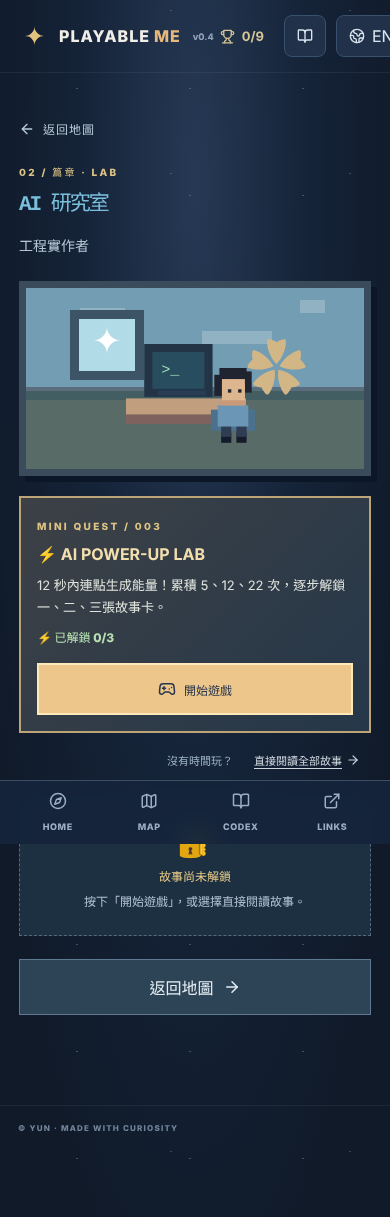 PLAYABLE ME v0.4 0/9 EN
返回地圖
02 / 篇章 · LAB
AI 研究室
工程實作者
>_
MINI QUEST / 003
⚡ AI POWER-UP LAB
12 秒內連點生成能量！累積 5、12、22 次，逐步解鎖
一、二、三張故事卡。
⚡ 已解鎖 0/3
開始遊戲
沒有時間玩？ 直接閱讀全部故事 →
HOME MAP CODEX LINKS
故事尚未解鎖
按下「開始遊戲」，或選擇直接閱讀故事。
返回地圖 →
© YUN · MADE WITH CURIOSITY